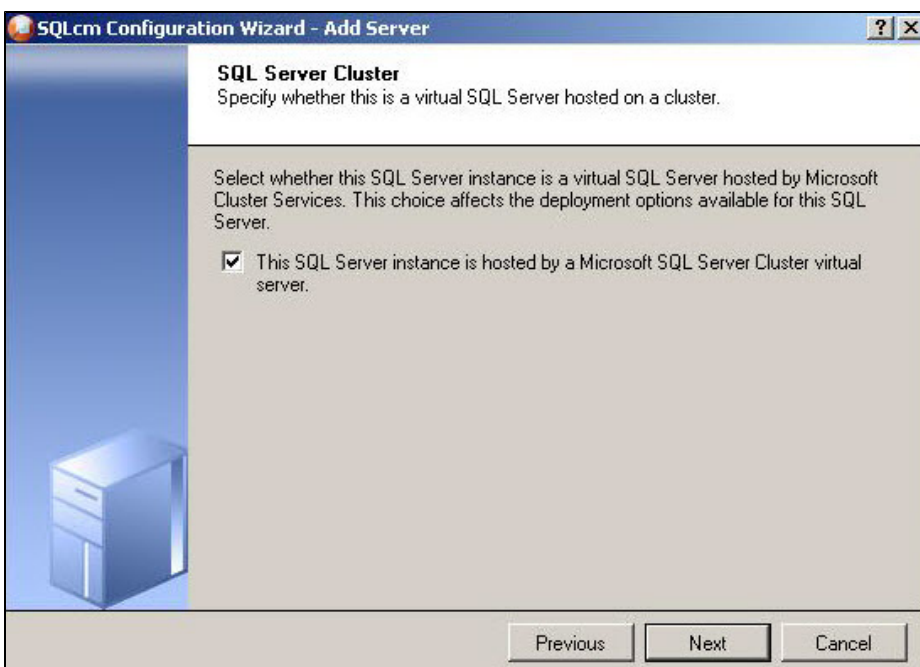 SQLcm Configuration Wizard - Add Server
SQL Server Cluster
Specify whether this is a virtual SQL Server hosted on a cluster.
Select whether this SQL Server instance is a virtual SQL Server hosted by Microsoft
Cluster Services. This choice affects the deployment options available for this SQL
Server.
This SQL Server instance is hosted by a Microsoft SQL Server Cluster virtual
server.
Previous Next Cancel